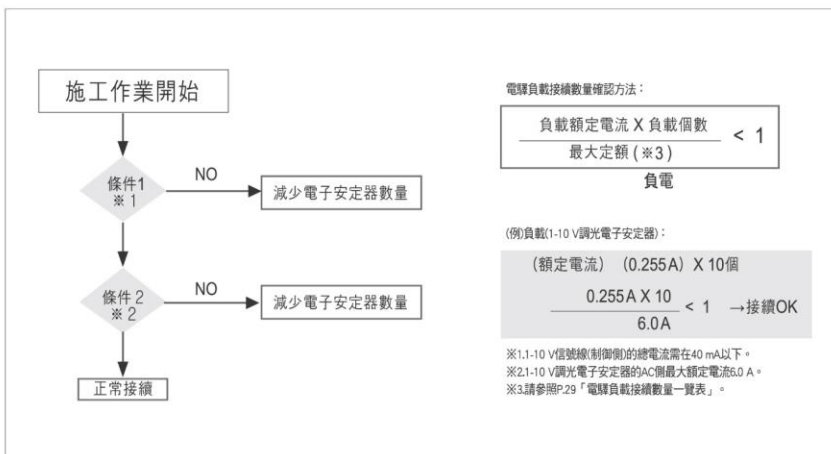 施工作業開始
條件1
※1
NO
減少電子安定器數量
條件2
※2
NO
減少電子安定器數量
正常接續
電驛負載接續數量確認方法：
負載額定電流 X 負載個數
最大定額(※3)
< 1
負電
(例)負載(1-10 V調光電子安定器)：
(額定電流) (0.255A) X 10個
0.255A X 10
6.0A
< 1 →接續OK
※1.1-10 V信號線(制御側)的總電流需在40 mA以下。
※2.1-10 V調光電子安定器的AC側最大額定電流6.0 A。
※3.請參照P.29「電驛負載接續數量一覽表」。